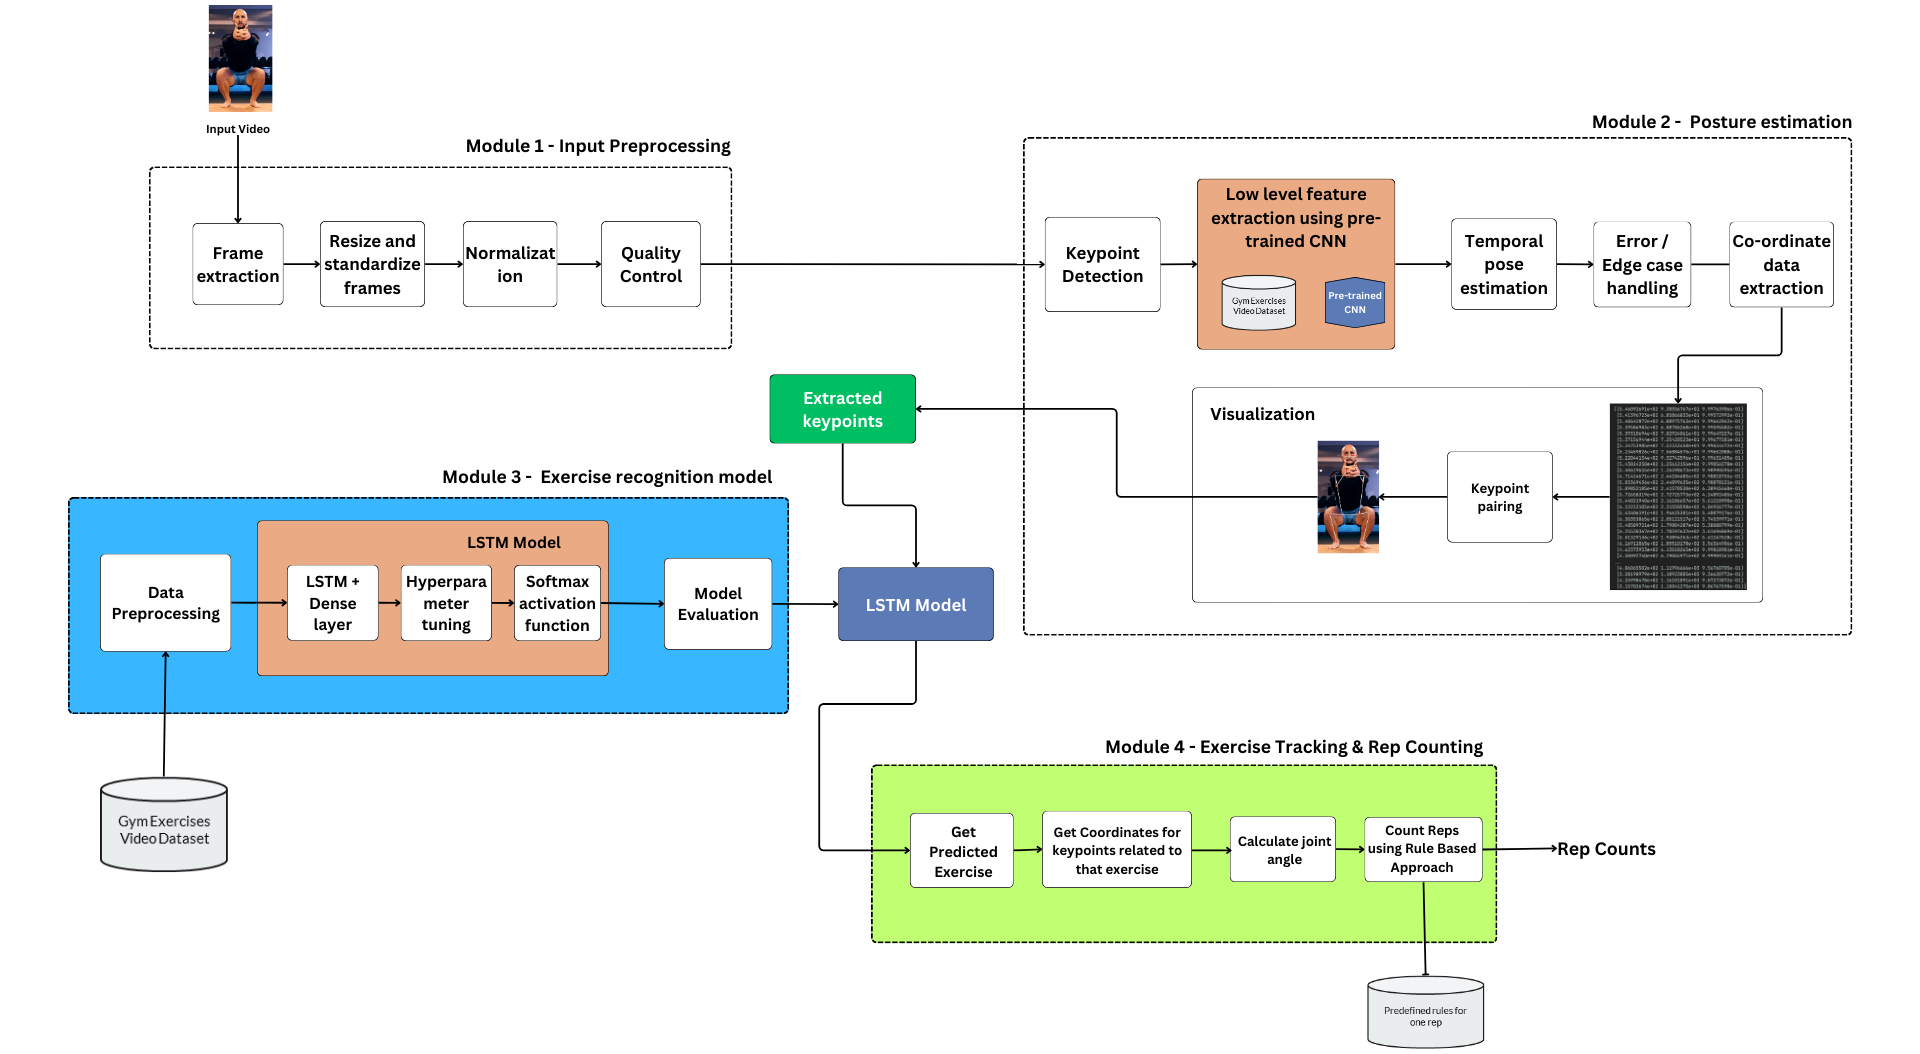 Input Video
Module 1 - Input Preprocessing
Frame
extraction
Resize and
standardize
frames
Normalizat
ion
Quality
Control
Module 2 -  Posture estimation
Keypoint
Detection
Low level feature
extraction using pre-
trained CNN
Gym Exercises
Video Dataset
Pre-trained
CNN
Temporal
pose
estimation
Error /
Edge case
handling
Co-ordinate
data
extraction
Visualization
Keypoint
pairing
Extracted
keypoints
Module 3 -  Exercise recognition model
Data
Preprocessing
LSTM Model
LSTM +
Dense
layer
Hyperpara
meter
tuning
Softmax
activation
function
Model
Evaluation
LSTM Model
Gym Exercises
Video Dataset
Module 4 - Exercise Tracking & Rep Counting
Get
Predicted
Exercise
Get Coordinates for
keypoints related to
that exercise
Calculate joint
angle
Count Reps
using Rule Based
Approach
Rep Counts
Predefined rules for
one rep